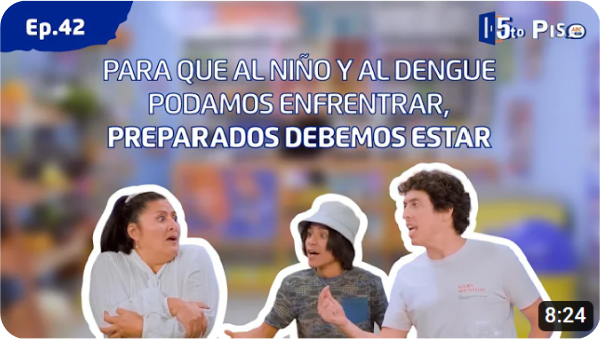 Ep.42
5to PISO
PARA QUE AL NIÑO Y AL DENGUE
PODAMOS ENFRENTRAR,
PREPARADOS DEBEMOS ESTAR
8:24